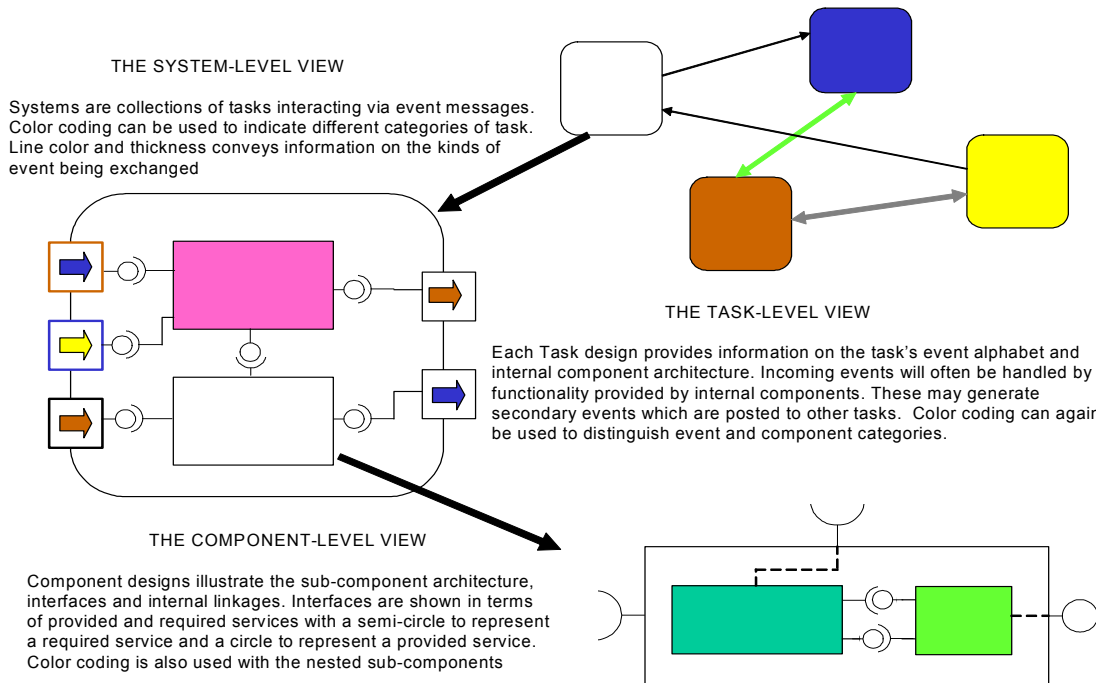 THE SYSTEM-LEVEL VIEW
Systems are collections of tasks interacting via event messages.
Color coding can be used to indicate different categories of task.
Line color and thickness conveys information on the kinds of
event being exchanged
THE TASK-LEVEL VIEW
Each Task design provides information on the task's event alphabet and
internal component architecture. Incoming events will often be handled by
functionality provided by internal components. These may generate
secondary events which are posted to other tasks. Color coding can again
be used to distinguish event and component categories.
THE COMPONENT-LEVEL VIEW
Component designs illustrate the sub-component architecture,
interfaces and internal linkages. Interfaces are shown in terms
of provided and required services with a semi-circle to represent
a required service and a circle to represent a provided service.
Color coding is also used with the nested sub-components